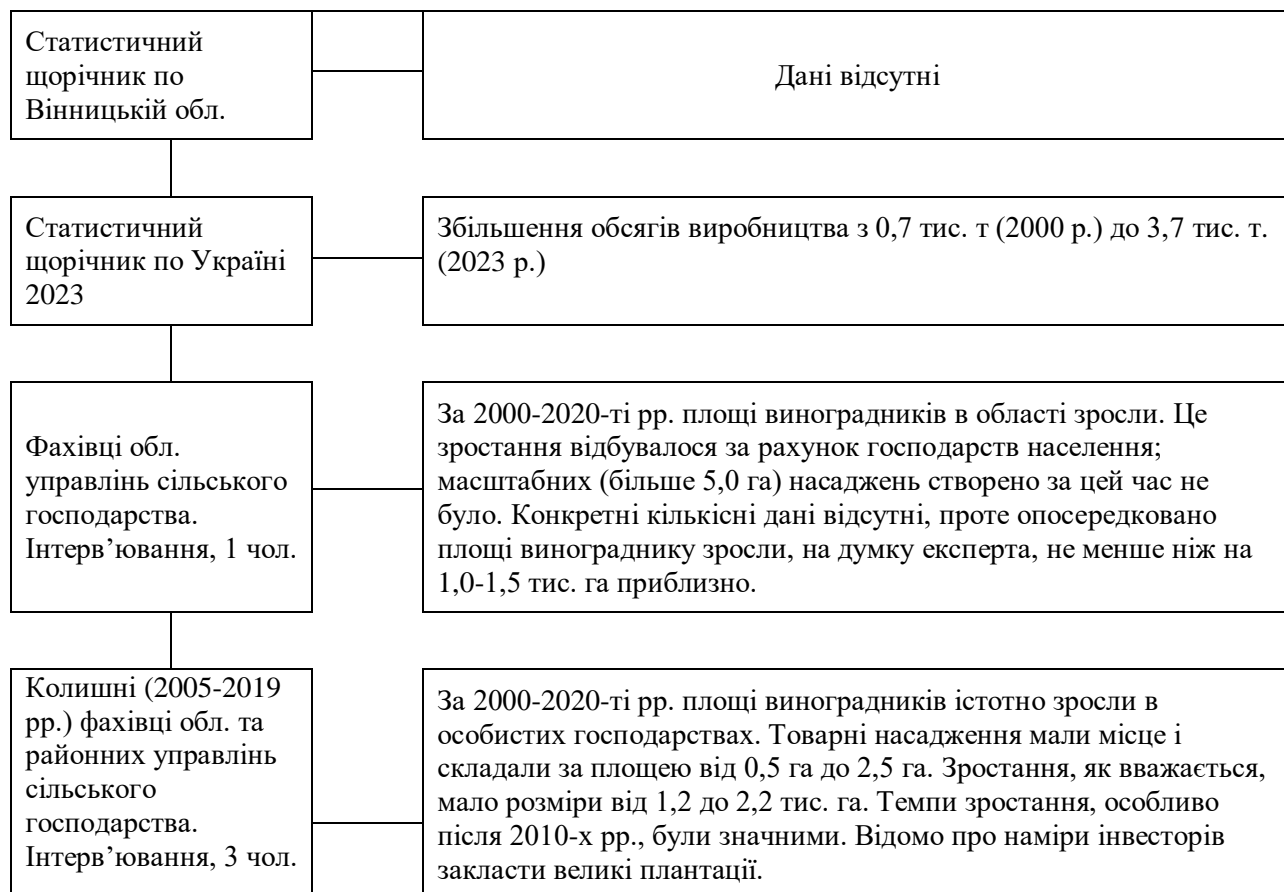 Статистичний
щорічник по
Вінницькій обл.
Дані відсутні
Статистичний
щорічник по Україні
2023
Збільшення обсягів виробництва з 0,7 тис. т (2000 р.) до 3,7 тис. т.
(2023 р.)
Фахівці обл.
управлінь сільського
господарства.
Інтерв’ювання, 1 чол.
За 2000-2020-ті рр. площі виноградників в області зросли. Це
зростання відбувалося за рахунок господарств населення;
масштабних (більше 5,0 га) насаджень створено за цей час не
було. Конкретні кількісні дані відсутні, проте опосередковано
площі винограднику зросли, на думку експерта, не менше ніж на
1,0-1,5 тис. га приблизно.
Колишні (2005-2019
рр.) фахівці обл. та
районних управлінь
сільського
господарства.
Інтерв’ювання, 3 чол.
За 2000-2020-ті рр. площі виноградників істотно зросли в
особистих господарствах. Товарні насадження мали місце і
складали за площею від 0,5 га до 2,5 га. Зростання, як вважається,
мало розміри від 1,2 до 2,2 тис. га. Темпи зростання, особливо
після 2010-х рр., були значними. Відомо про наміри інвесторів
закласти великі плантації.